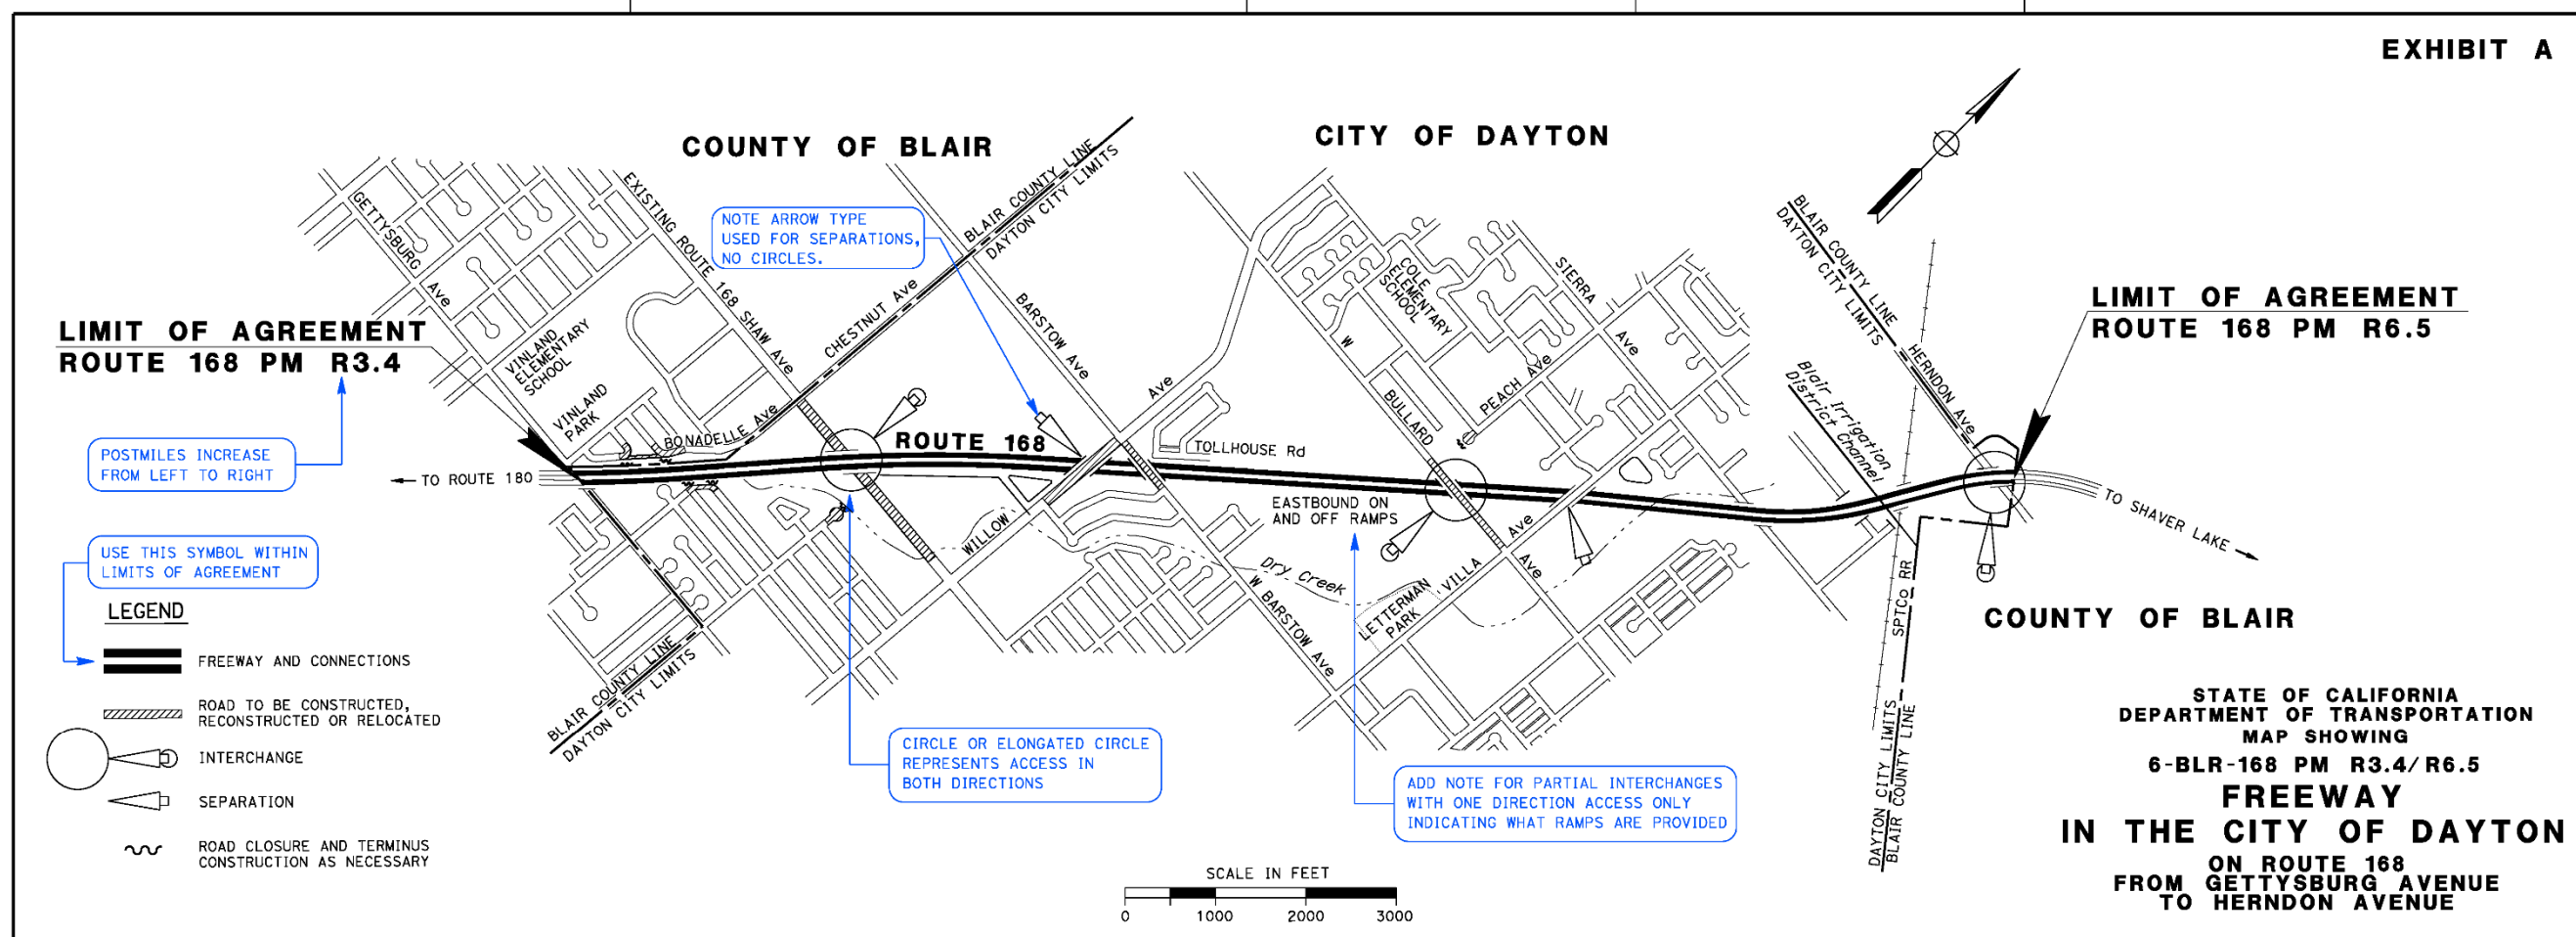 EXHIBIT A
COUNTY OF BLAIR
CITY OF DAYTON
GETTYSBURG Ave
EXISTING ROUTE 168 SHAW Ave
NOTE ARROW TYPE
USED FOR SEPARATIONS,
NO CIRCLES.
BLAIR COUNTY LINE
DAYTON CITY LIMITS
CHESTNUT Ave
BARSTOW Ave
COLE
ELEMENTARY
SCHOOL
SIERRA Ave
BLAIR COUNTY LINE
DAYTON CITY LIMITS
HERNDON Ave
LIMIT OF AGREEMENT
ROUTE 168 PM R6.5
LIMIT OF AGREEMENT
ROUTE 168 PM R3.4
VINLAND
ELEMENTARY
SCHOOL
VINLAND
PARK
BONADELLE Ave
ROUTE 168
WILLOW Ave
TOLLHOUSE Rd
W BULLARD Ave
PEACH Ave
Blair Irrigation
District Channel
POSTMILES INCREASE
FROM LEFT TO RIGHT
TO ROUTE 180
EASTBOUND ON
AND OFF RAMPS
TO SHAVER LAKE
USE THIS SYMBOL WITHIN
LIMITS OF AGREEMENT
Dry Creek
W BARSTOW Ave
LETTERMAN
PARK
VILLA Ave
SPTCo RR
COUNTY OF BLAIR
LEGEND
FREEWAY AND CONNECTIONS
ROAD TO BE CONSTRUCTED,
RECONSTRUCTED OR RELOCATED
INTERCHANGE
SEPARATION
ROAD CLOSURE AND TERMINUS
CONSTRUCTION AS NECESSARY
BLAIR COUNTY LINE
DAYTON CITY LIMITS
CIRCLE OR ELONGATED CIRCLE
REPRESENTS ACCESS IN
BOTH DIRECTIONS
ADD NOTE FOR PARTIAL INTERCHANGES
WITH ONE DIRECTION ACCESS ONLY
INDICATING WHAT RAMPS ARE PROVIDED
DAYTON CITY LIMITS
BLAIR COUNTY LINE
SCALE IN FEET
0 1000 2000 3000
STATE OF CALIFORNIA
DEPARTMENT OF TRANSPORTATION
MAP SHOWING
6-BLR-168 PM R3.4/R6.5
FREEWAY
IN THE CITY OF DAYTON
ON ROUTE 168
FROM GETTYSBURG AVENUE
TO HERNDON AVENUE